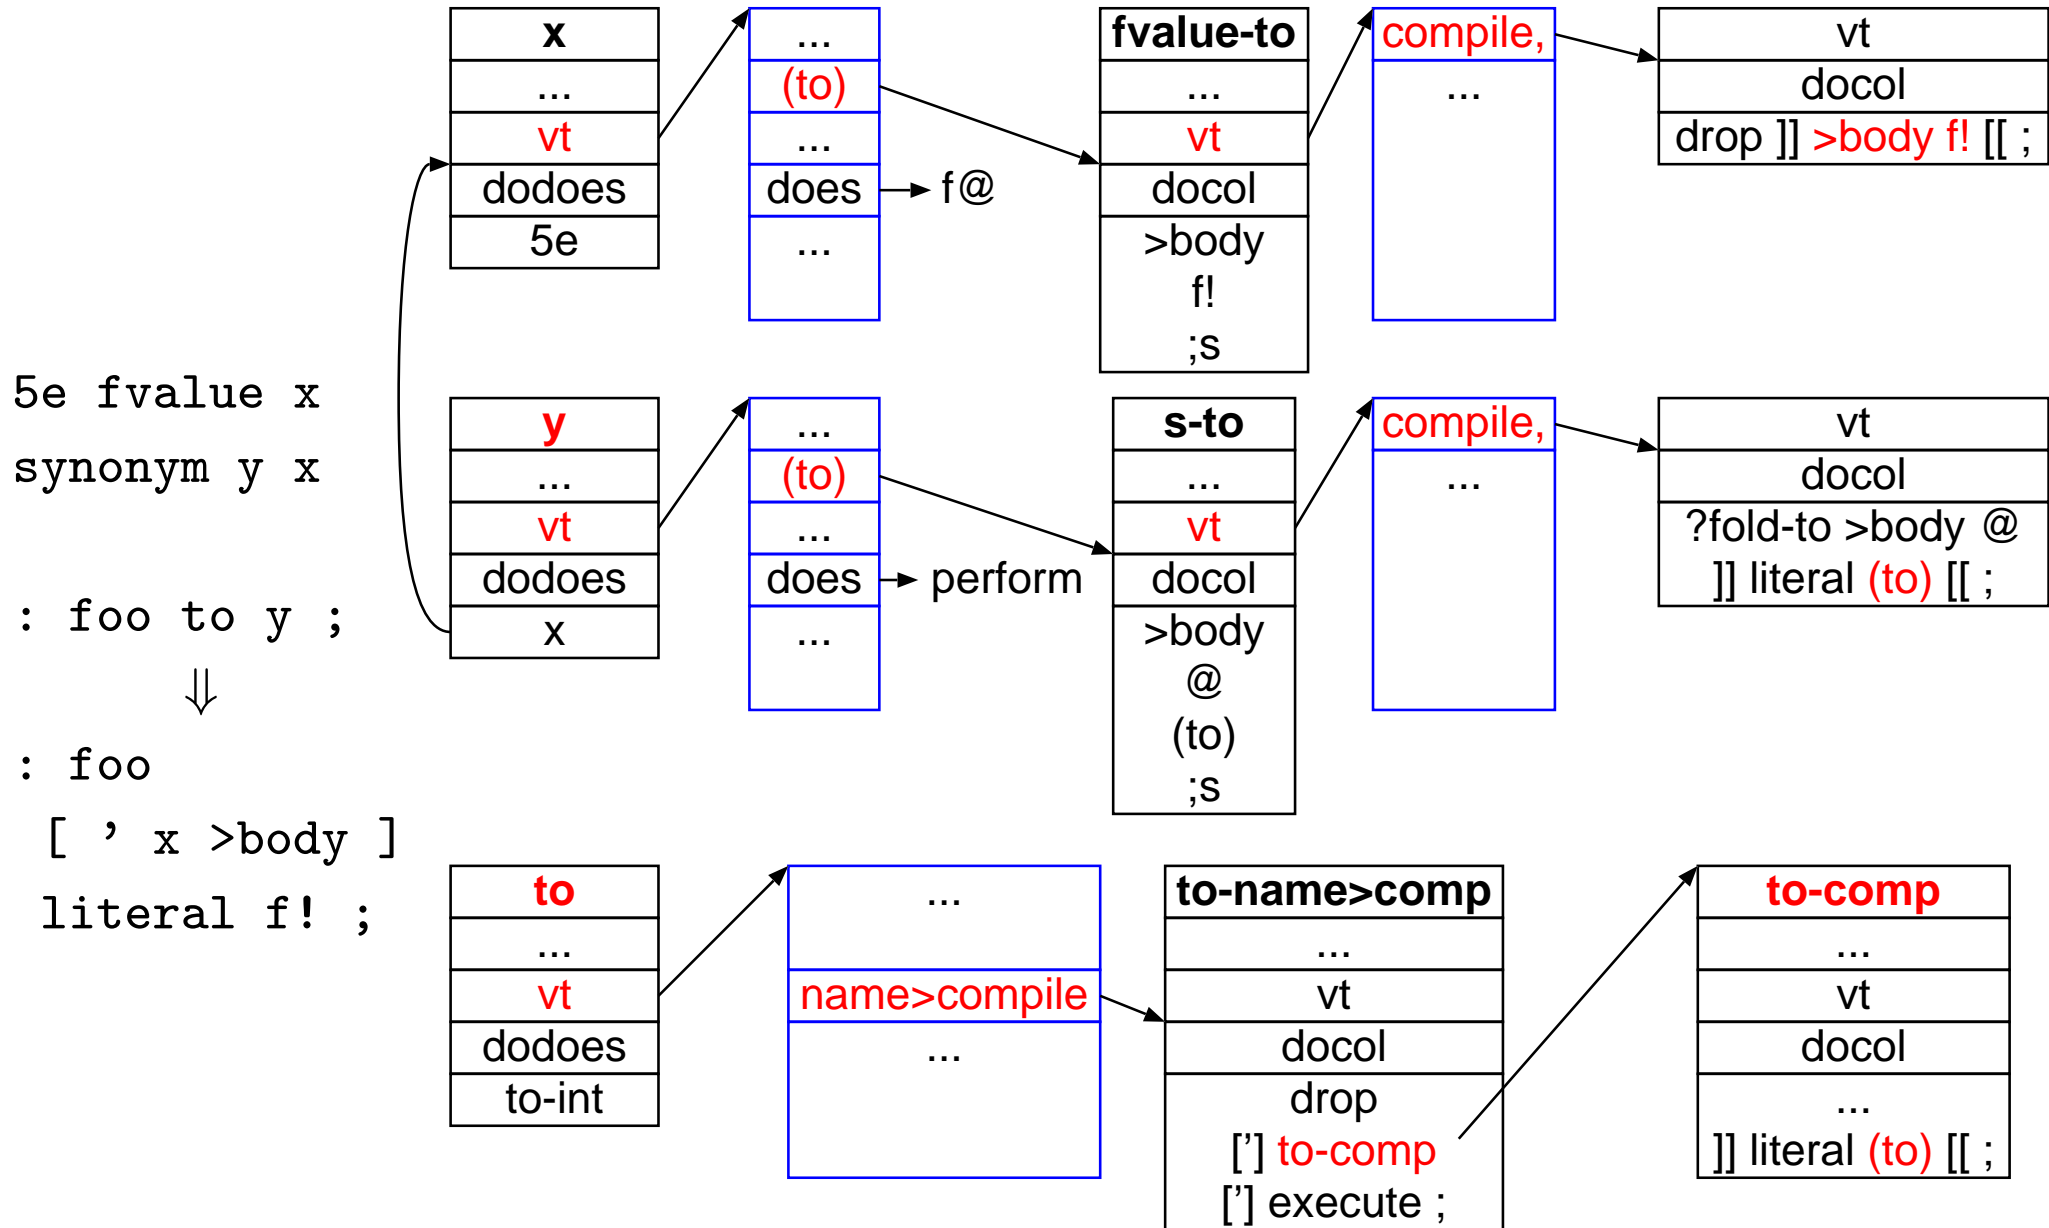 5e fvalue x
synonym y x
: foo to y ;
⇓
: foo
[ ’ x >body ]
literal f! ;
x
...
vt
dodoes
5e
...
(to)
...
does
f@
...
fvalue-to
...
vt
docol
>body
f!
;s
compile,
...
vt
docol
drop ]] >body f! [[ ;
y
...
vt
dodoes
x
...
(to)
...
does
perform
...
s-to
...
vt
docol
>body
@
(to)
;s
compile,
...
vt
docol
?fold-to >body @
]] literal (to) [[ ;
to
...
vt
dodoes
to-int
...
name>compile
...
to-name>comp
...
vt
docol
drop
[’] to-comp
[’] execute ;
to-comp
...
vt
docol
...
]] literal (to) [[ ;